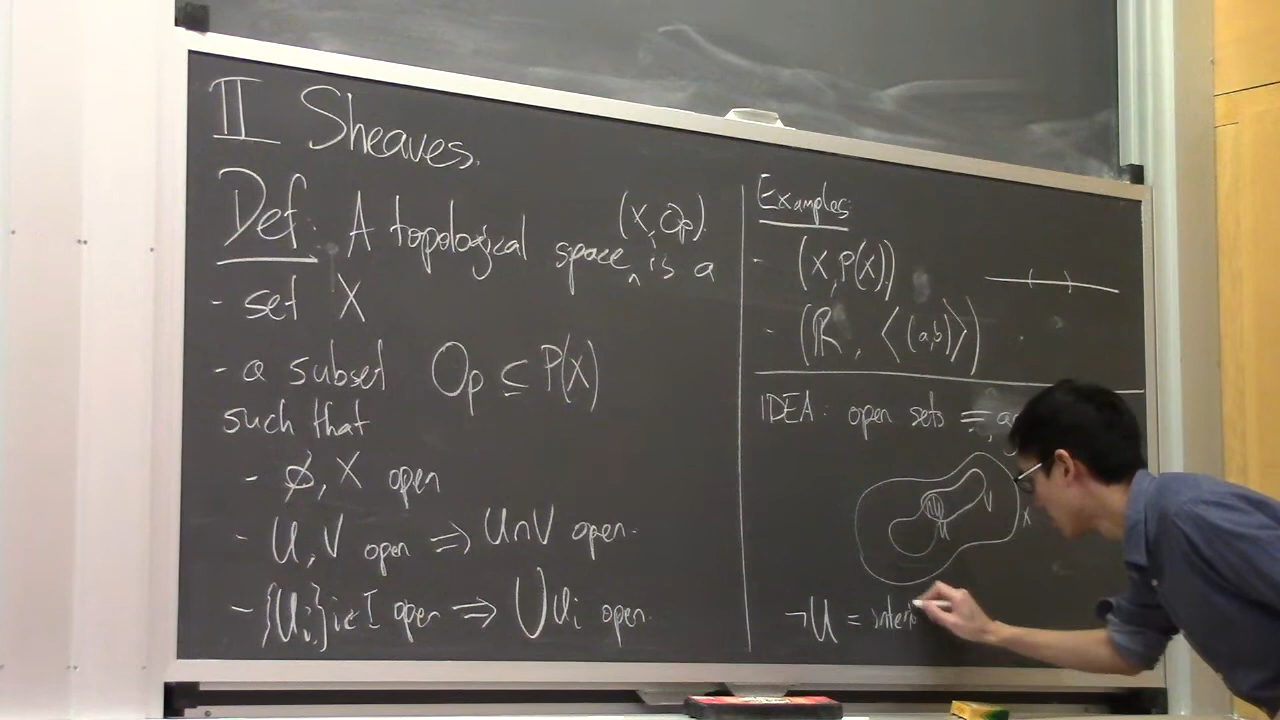 II Sheaves.
Def: A topological space (X, Op) is a
- set X
- a subset Op ⊆ P(X)
such that
- ∅, X open
- U, V open ⇒ U∩V open.
- {Ui}i∈I open ⇒ ⋃Ui open.
Examples:
- (X, P(X))
- (ℝ, ⟨(a,b)⟩)
IDEA: open sets =
V
U
X
¬U = interi